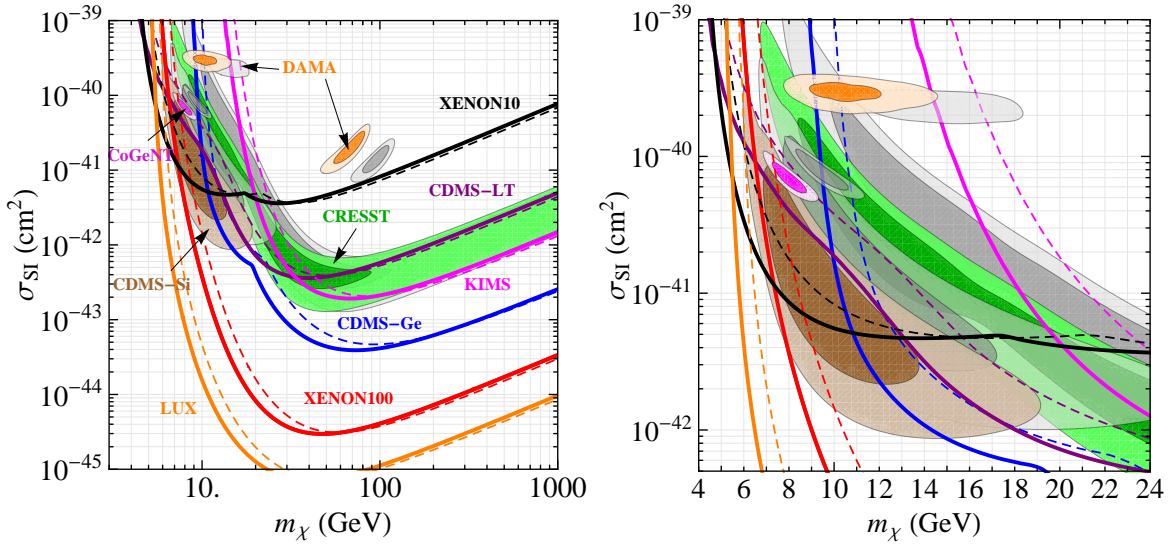 10⁻³⁹
10⁻⁴⁰
10⁻⁴¹
10⁻⁴²
10⁻⁴³
10⁻⁴⁴
10⁻⁴⁵
σSI (cm²)
DAMA
XENON10
CoGeNT
CDMS−LT
CRESST
CDMS−Si
KIMS
CDMS−Ge
LUX
XENON100
10.
100
1000
mχ (GeV)
10⁻³⁹
10⁻⁴⁰
10⁻⁴¹
10⁻⁴²
σSI (cm²)
4 6 8 10 12 14 16 18 20 22 24
mχ (GeV)